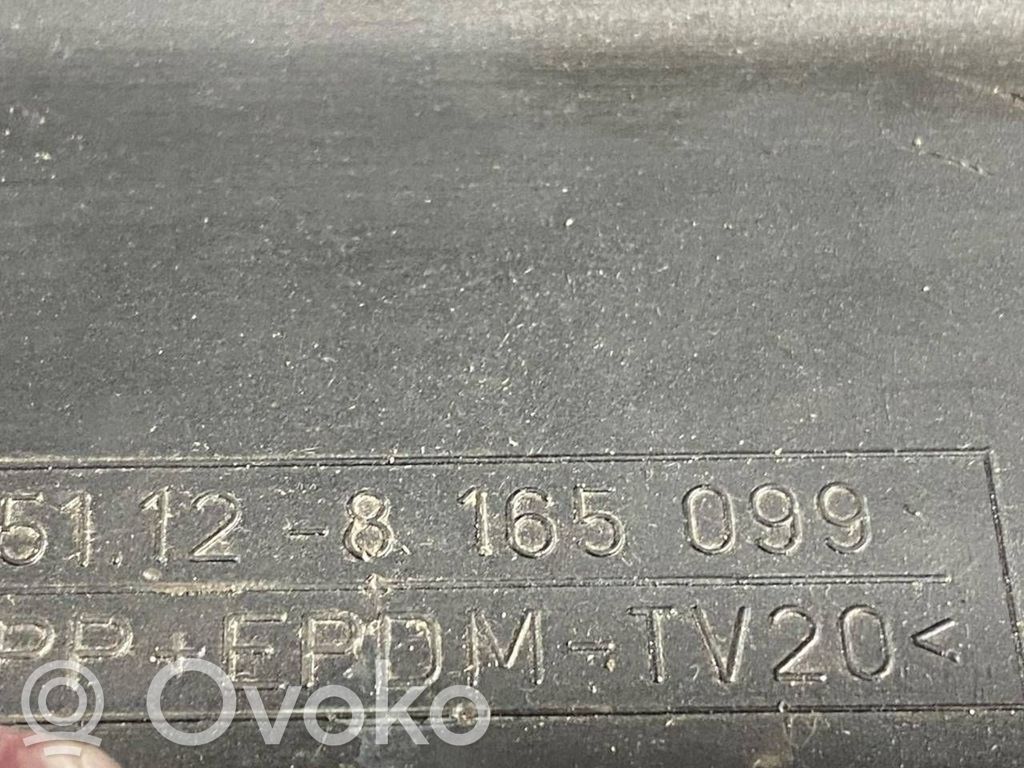 51.12-8 165 099
PP+EPDM-TV20<
Ovoko